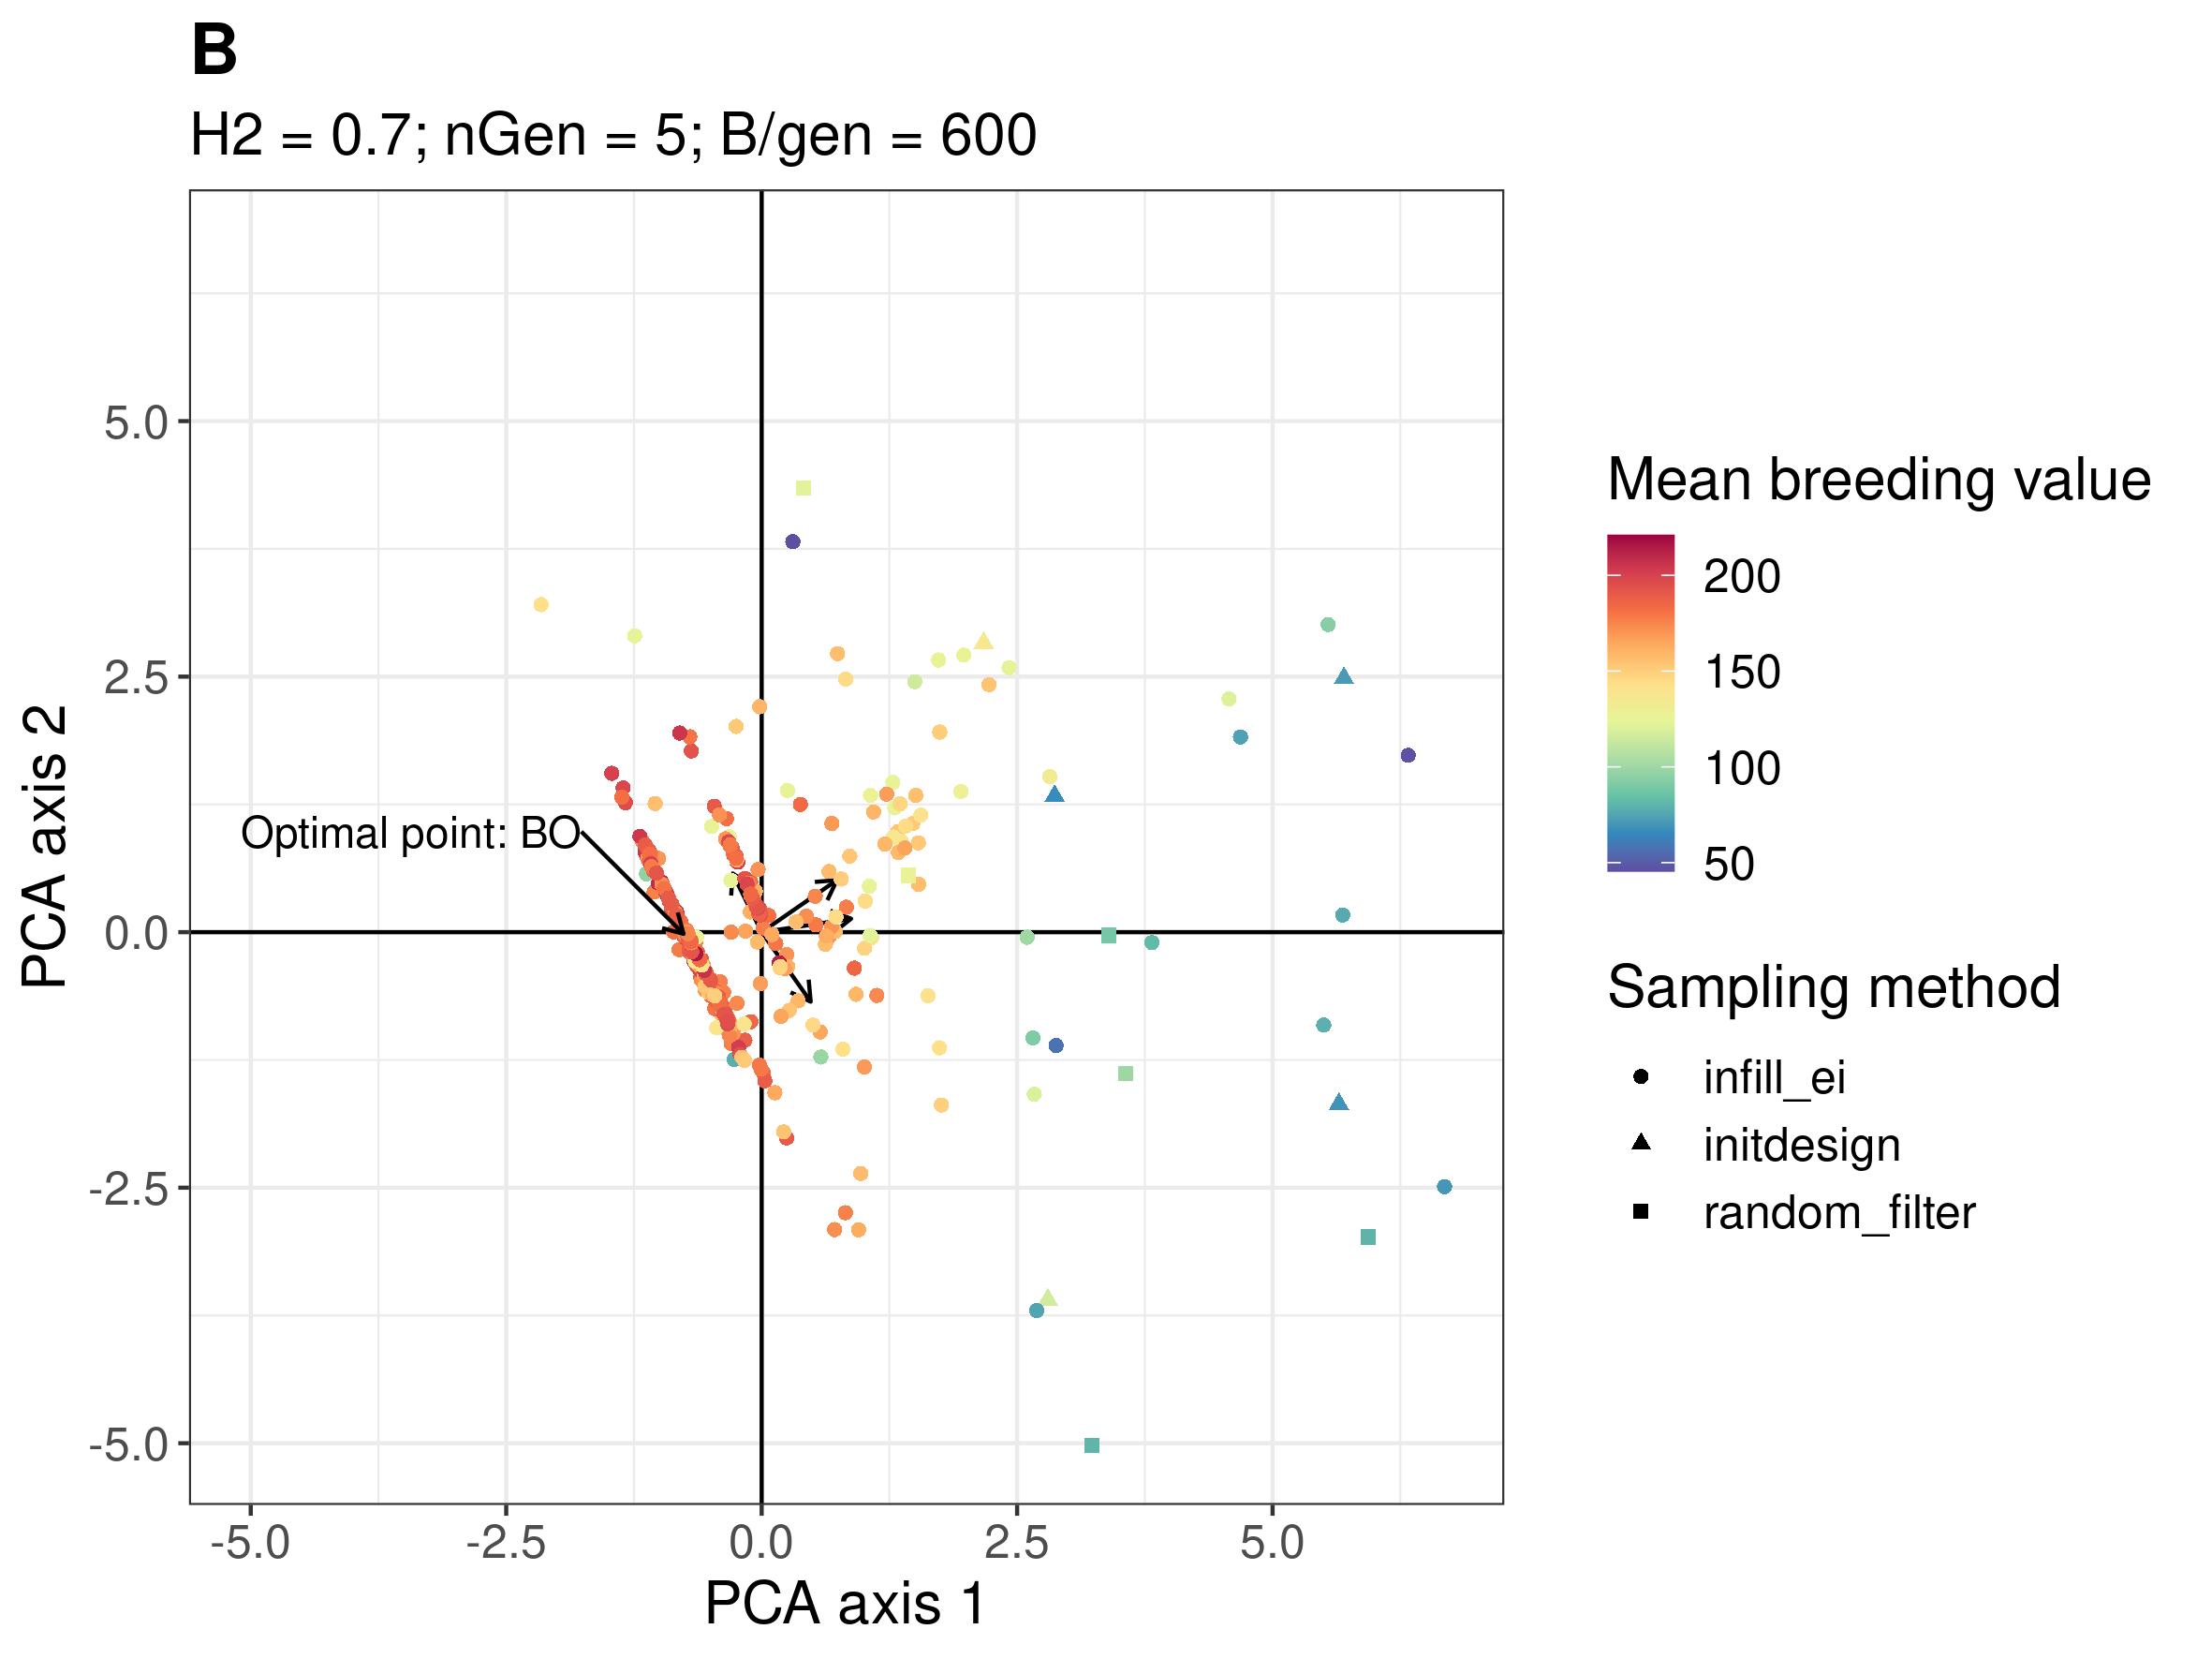 B
H2 = 0.7; nGen = 5; B/gen = 600
PCA axis 2
5.0
2.5
0.0
-2.5
-5.0
Optimal point: BO
-5.0
-2.5
0.0
2.5
5.0
PCA axis 1
Mean breeding value
200
150
100
50
Sampling method
infill_ei
initdesign
random_filter